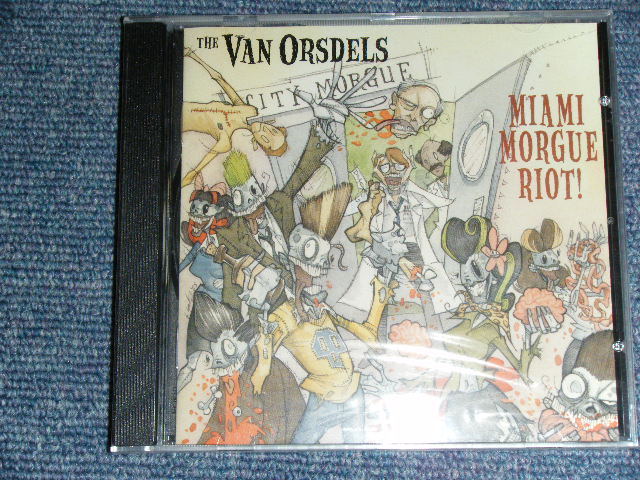 THE VAN ORSDELS
CITY MORGUE
MIAMI
MORGUE
RIOT!